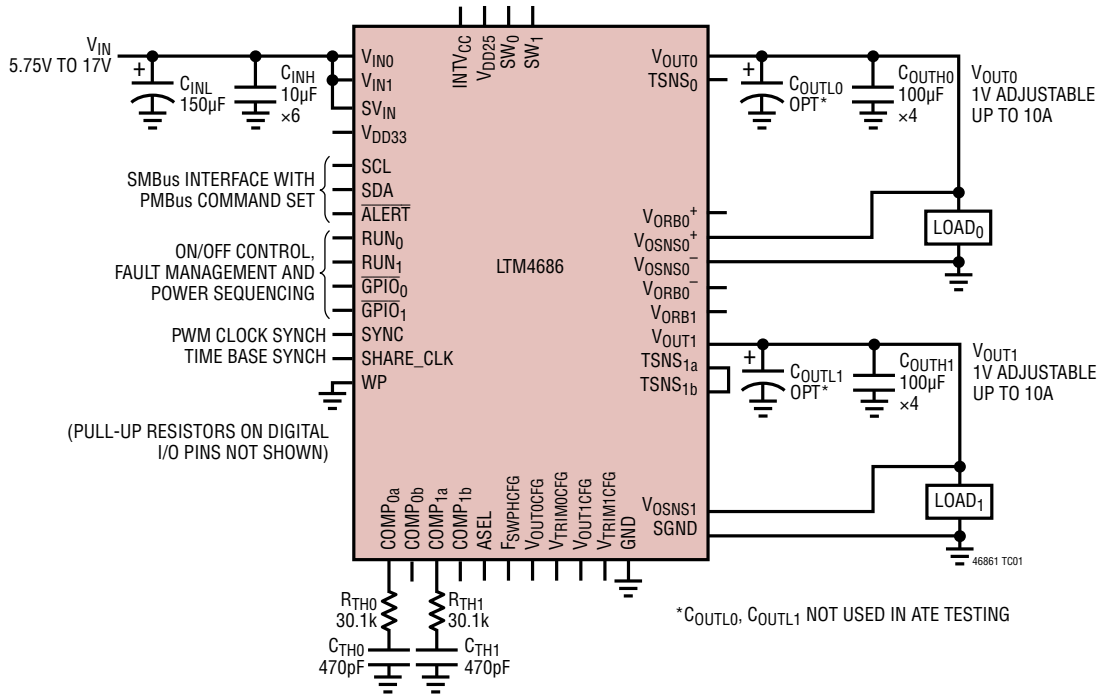 INTVCC
VDD25
SW0
SW1
VIN
5.75V TO 17V
+
CINL
150µF
CINH
10µF
×6
VIN0
VIN1
SVIN
VDD33
SMBus INTERFACE WITH
PMBus COMMAND SET
SCL
SDA
ALERT
ON/OFF CONTROL,
FAULT MANAGEMENT AND
POWER SEQUENCING
RUN0
RUN1
GPIO0
GPIO1
PWM CLOCK SYNCH
SYNC
TIME BASE SYNCH
SHARE_CLK
WP
(PULL-UP RESISTORS ON DIGITAL
I/O PINS NOT SHOWN)
LTM4686
VOUT0
TSNS0
VORB0+
VOSNS0+
VOSNS0−
VORB0−
VORB1
VOUT1
TSNS1a
TSNS1b
VOSNS1
SGND
+
COUTL0
OPT*
COUTH0
100µF
×4
VOUT0
1V ADJUSTABLE
UP TO 10A
LOAD0
+
COUTL1
OPT*
COUTH1
100µF
×4
VOUT1
1V ADJUSTABLE
UP TO 10A
LOAD1
46861 TC01
COMP0a
COMP0b
COMP1a
COMP1b
ASEL
FSWPHCFG
VOUT0CFG
VTRIM0CFG
VOUT1CFG
VTRIM1CFG
GND
RTH0
30.1k
RTH1
30.1k
CTH0
470pF
CTH1
470pF
*COUTL0, COUTL1 NOT USED IN ATE TESTING